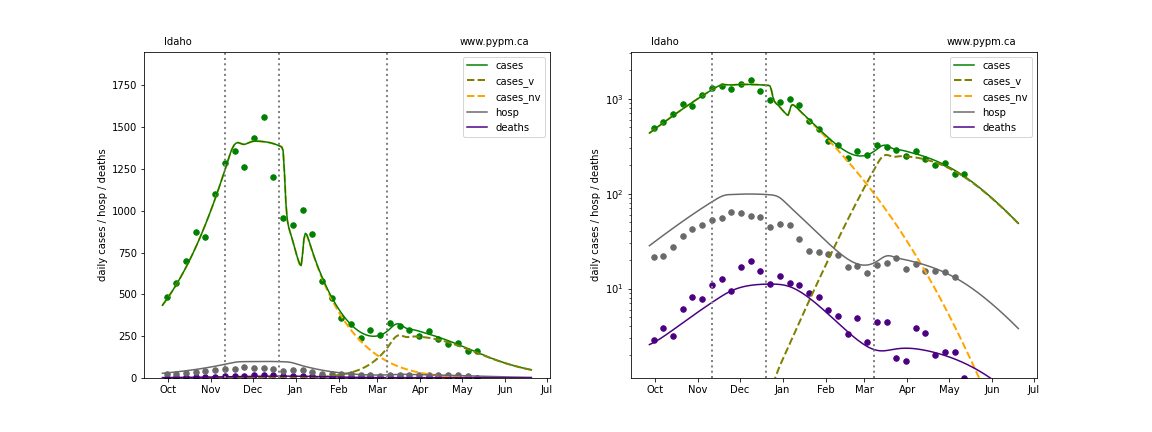 Idaho www.pypm.ca
cases
cases_v
cases_nv
hosp
deaths
daily cases / hosp / deaths
1750
1500
1250
1000
750
500
250
0
Oct Nov Dec Jan Feb Mar Apr May Jun Jul
Idaho www.pypm.ca
cases
cases_v
cases_nv
hosp
deaths
daily cases / hosp / deaths
10³
10²
10¹
Oct Nov Dec Jan Feb Mar Apr May Jun Jul